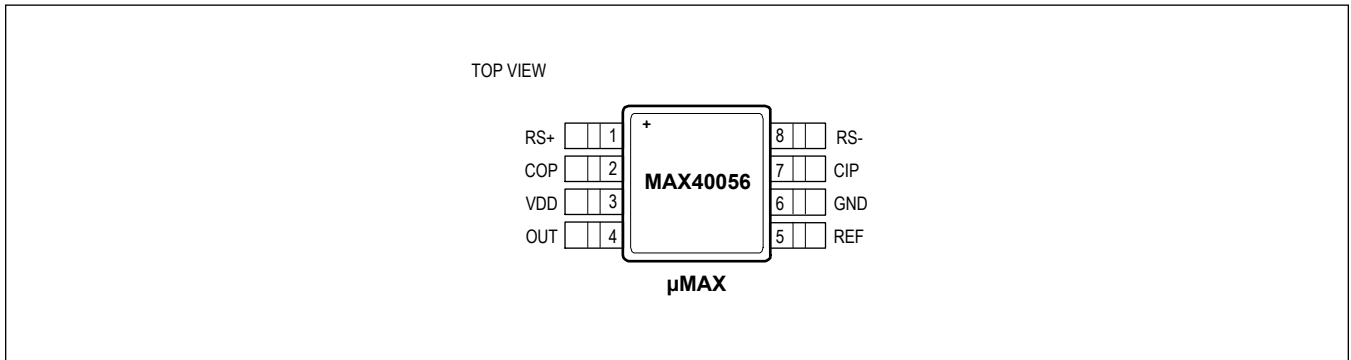 TOP VIEW
+
RS+ 1 8 RS-
COP 2 7 CIP
MAX40056
VDD 3 6 GND
OUT 4 5 REF
µMAX